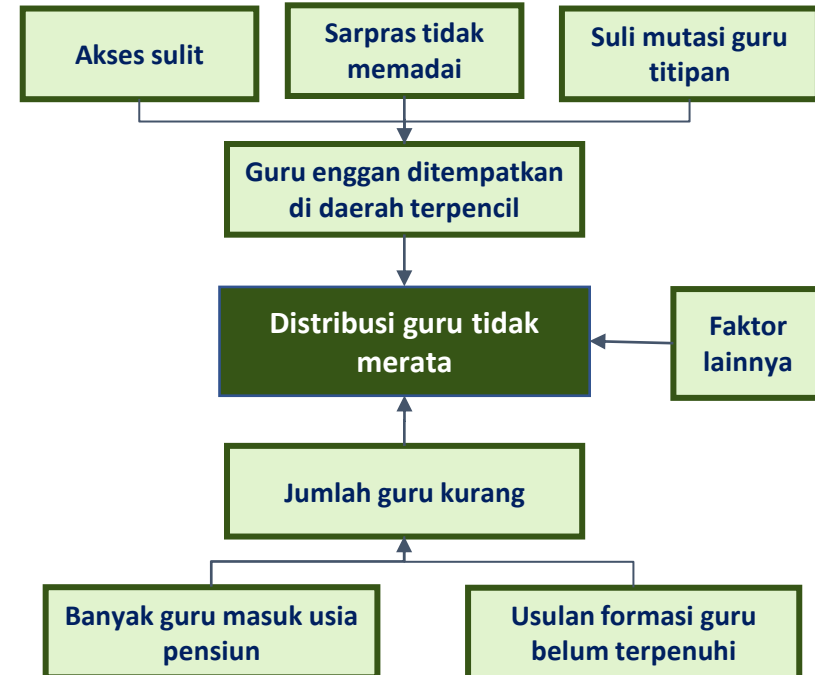 Akses sulit
Sarpras tidak
memadai
Suli mutasi guru
titipan
Guru enggan ditempatkan
di daerah terpencil
Distribusi guru tidak
merata
Faktor
lainnya
Jumlah guru kurang
Banyak guru masuk usia
pensiun
Usulan formasi guru
belum terpenuhi